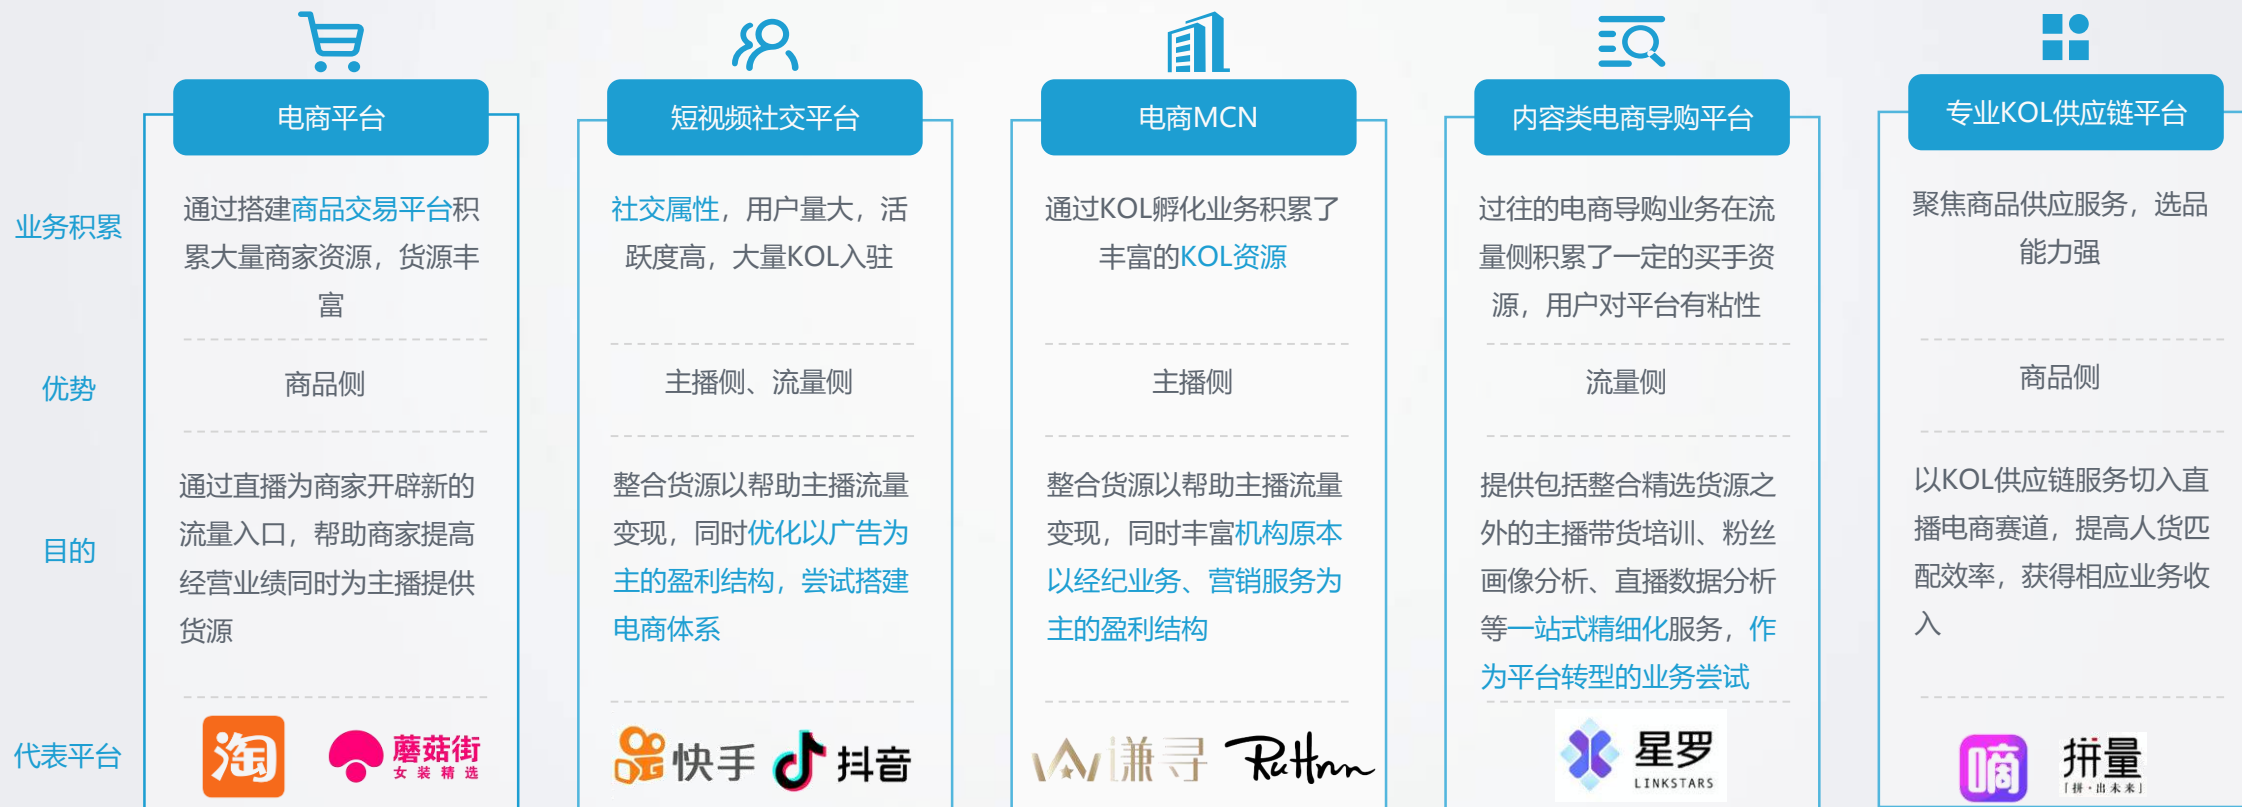 电商平台
短视频社交平台
电商MCN
内容类电商导购平台
专业KOL供应链平台
业务积累
通过搭建商品交易平台积
累大量商家资源，货源丰
富
社交属性，用户量大，活
跃度高，大量KOL入驻
通过KOL孵化业务积累了
丰富的KOL资源
过往的电商导购业务在流
量侧积累了一定的买手资
源，用户对平台有粘性
聚焦商品供应服务，选品
能力强
优势
商品侧
主播侧、流量侧
主播侧
流量侧
商品侧
目的
通过直播为商家开辟新的
流量入口，帮助商家提高
经营业绩同时为主播提供
货源
整合货源以帮助主播流量
变现，同时优化以广告为
主的盈利结构，尝试搭建
电商体系
整合货源以帮助主播流量
变现，同时丰富机构原本
以经纪业务、营销服务为
主的盈利结构
提供包括整合精选货源之
外的主播带货培训、粉丝
画像分析、直播数据分析
等一站式精细化服务，作
为平台转型的业务尝试
以KOL供应链服务切入直
播电商赛道，提高人货匹
配效率，获得相应业务收
入
代表平台
淘
蘑菇街
女装精选
快手
抖音
谦寻
Ruhnn
星罗
LINKSTARS
嘀
拼量
「拼·出未来」